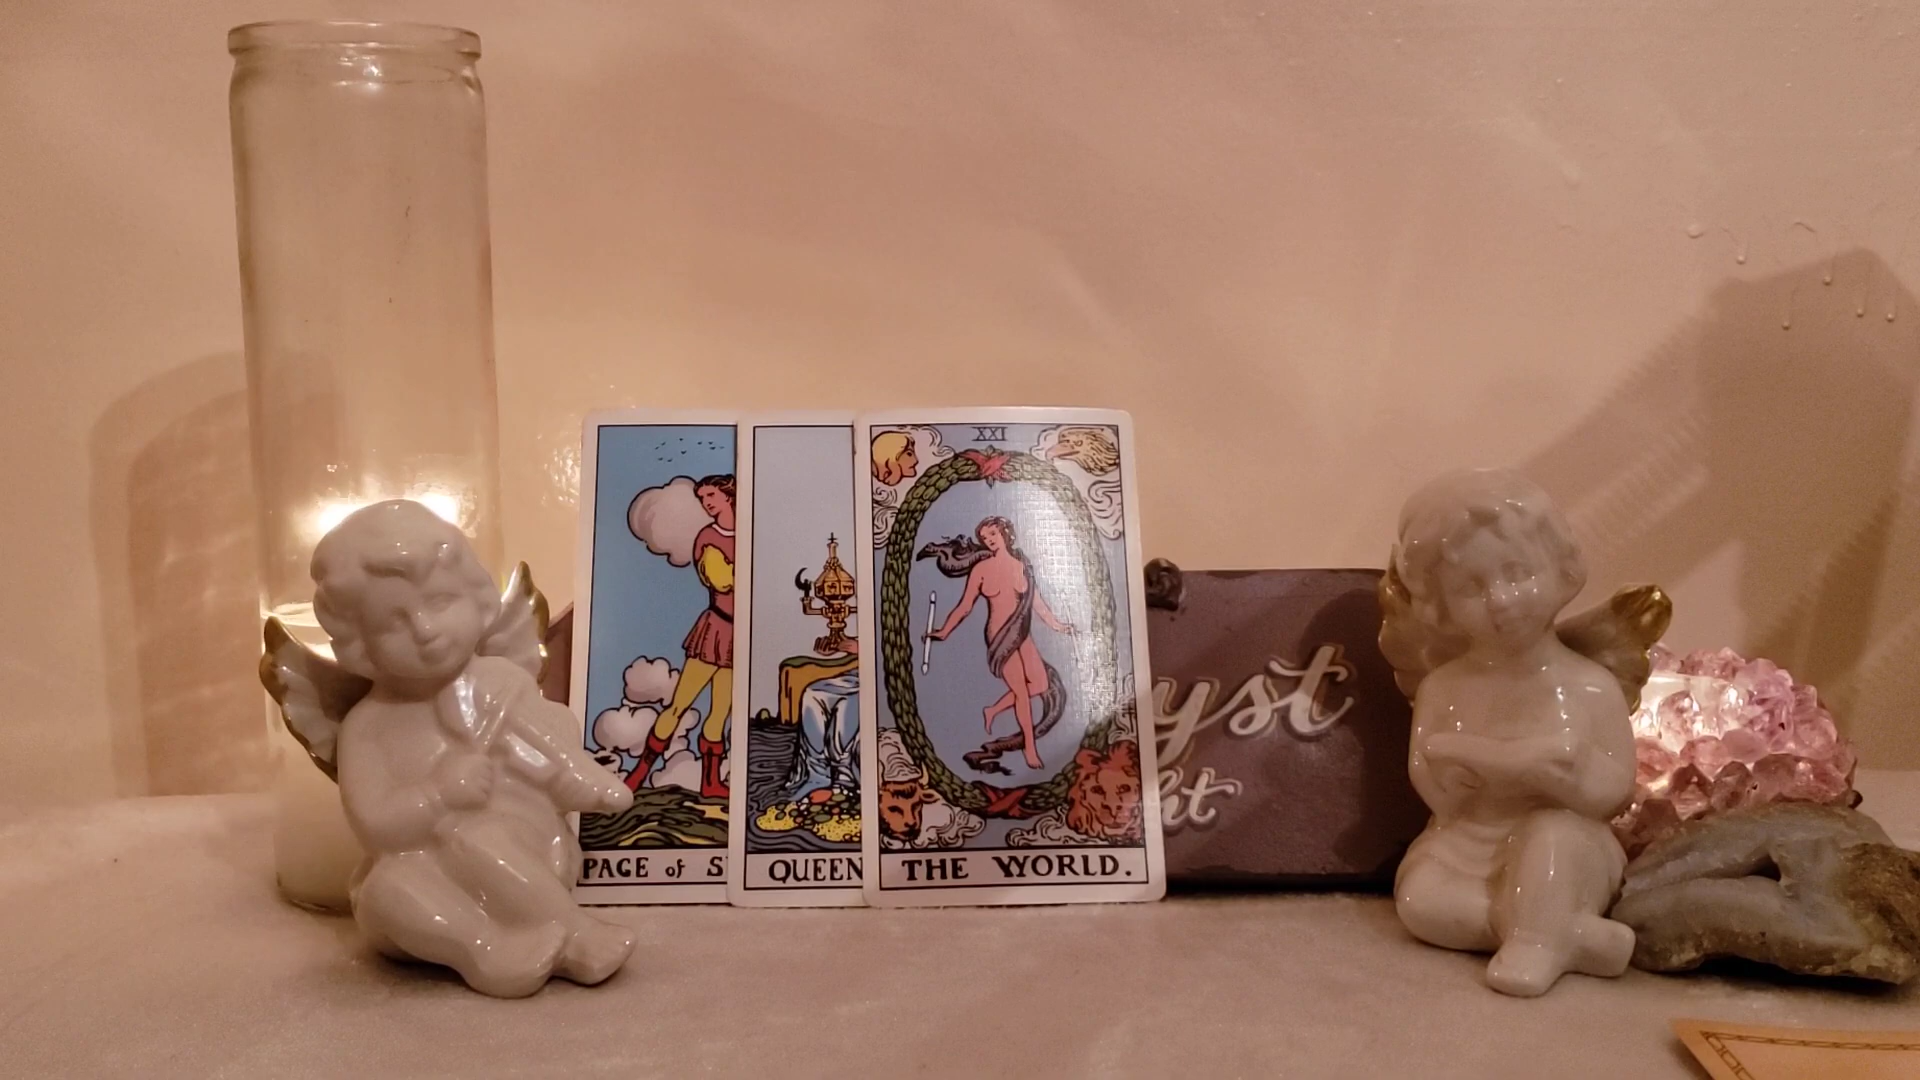 XXI
PAGE of S
QUEEN
THE WORLD.
yst
ht